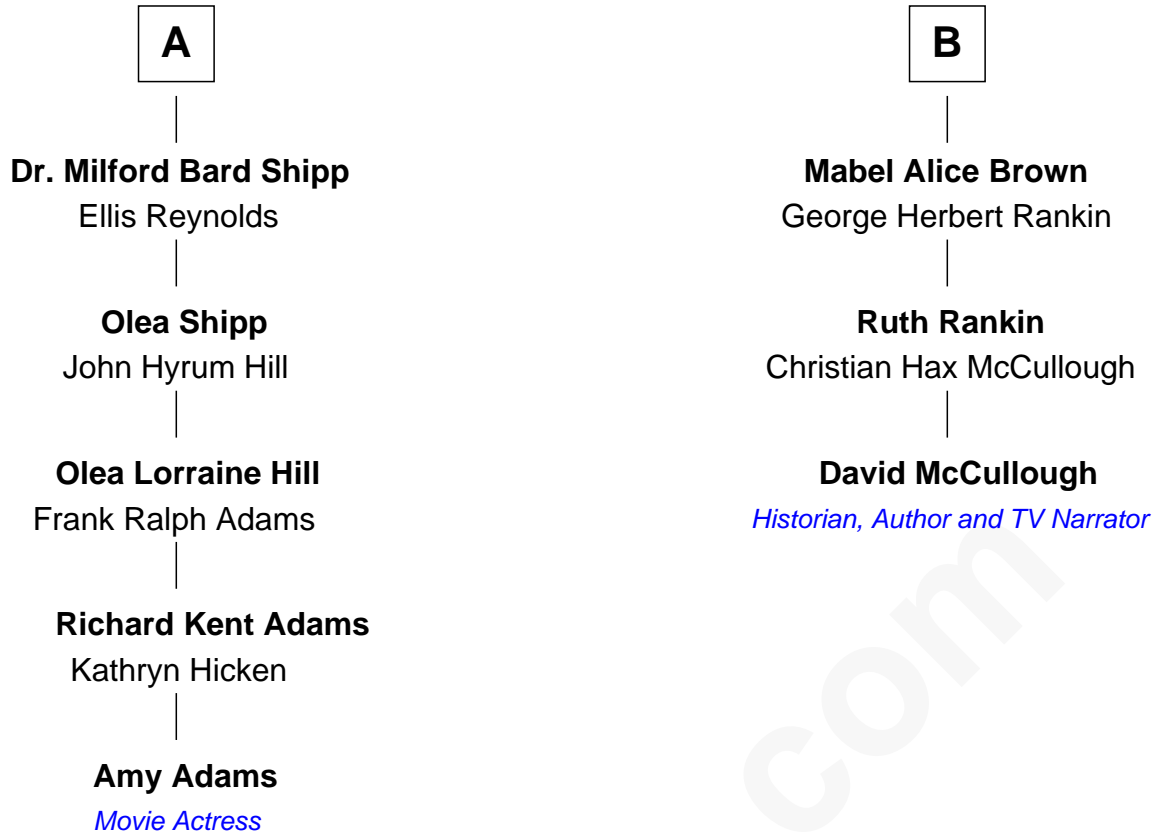 A
Dr. Milford Bard Shipp
Ellis Reynolds
Olea Shipp
John Hyrum Hill
Olea Lorraine Hill
Frank Ralph Adams
Richard Kent Adams
Kathryn Hicken
Amy Adams
Movie Actress
B
Mabel Alice Brown
George Herbert Rankin
Ruth Rankin
Christian Hax McCullough
David McCullough
Historian, Author and TV Narrator
com